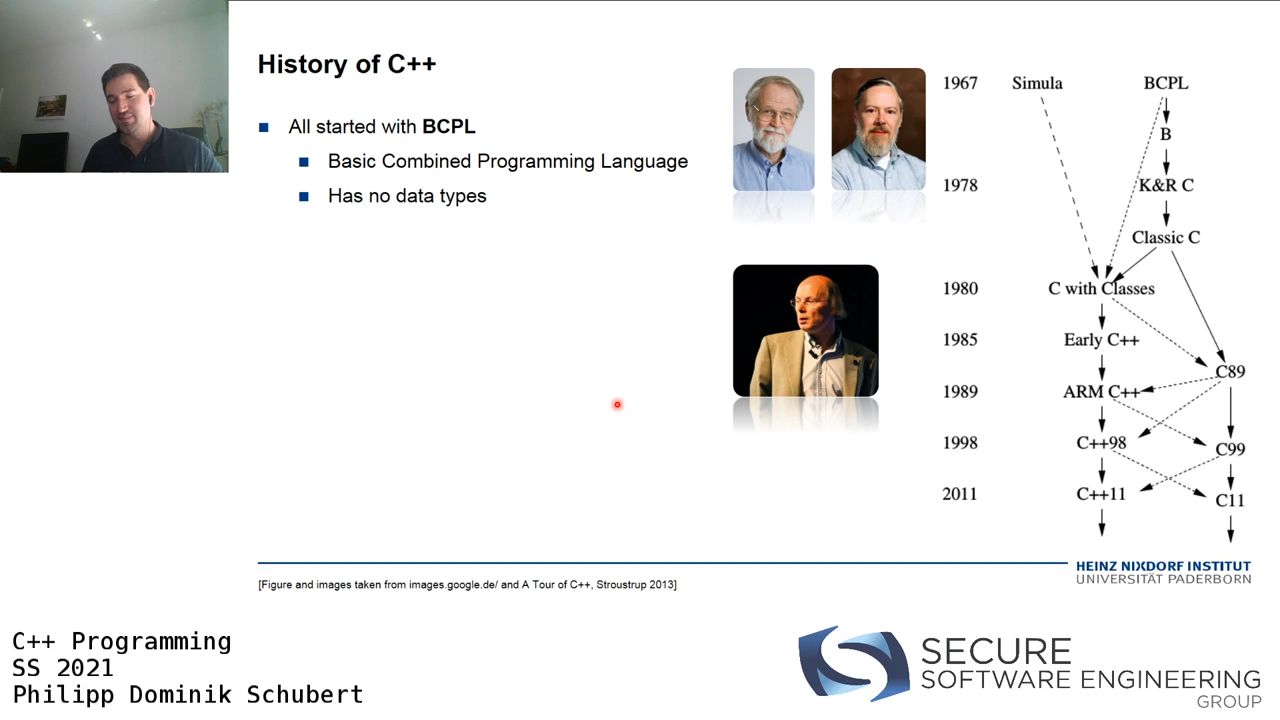 History of C++
All started with BCPL
Basic Combined Programming Language
Has no data types
1967 Simula BCPL
B
1978 K&R C
Classic C
1980 C with Classes
1985 Early C++
C89
1989 ARM C++
1998 C++98 C99
2011 C++11 C11
[Figure and images taken from images.google.de/ and A Tour of C++, Stroustrup 2013]
HEINZ NIXDORF INSTITUT
UNIVERSITÄT PADERBORN
C++ Programming
SS 2021
Philipp Dominik Schubert
SECURE
SOFTWARE ENGINEERING
GROUP